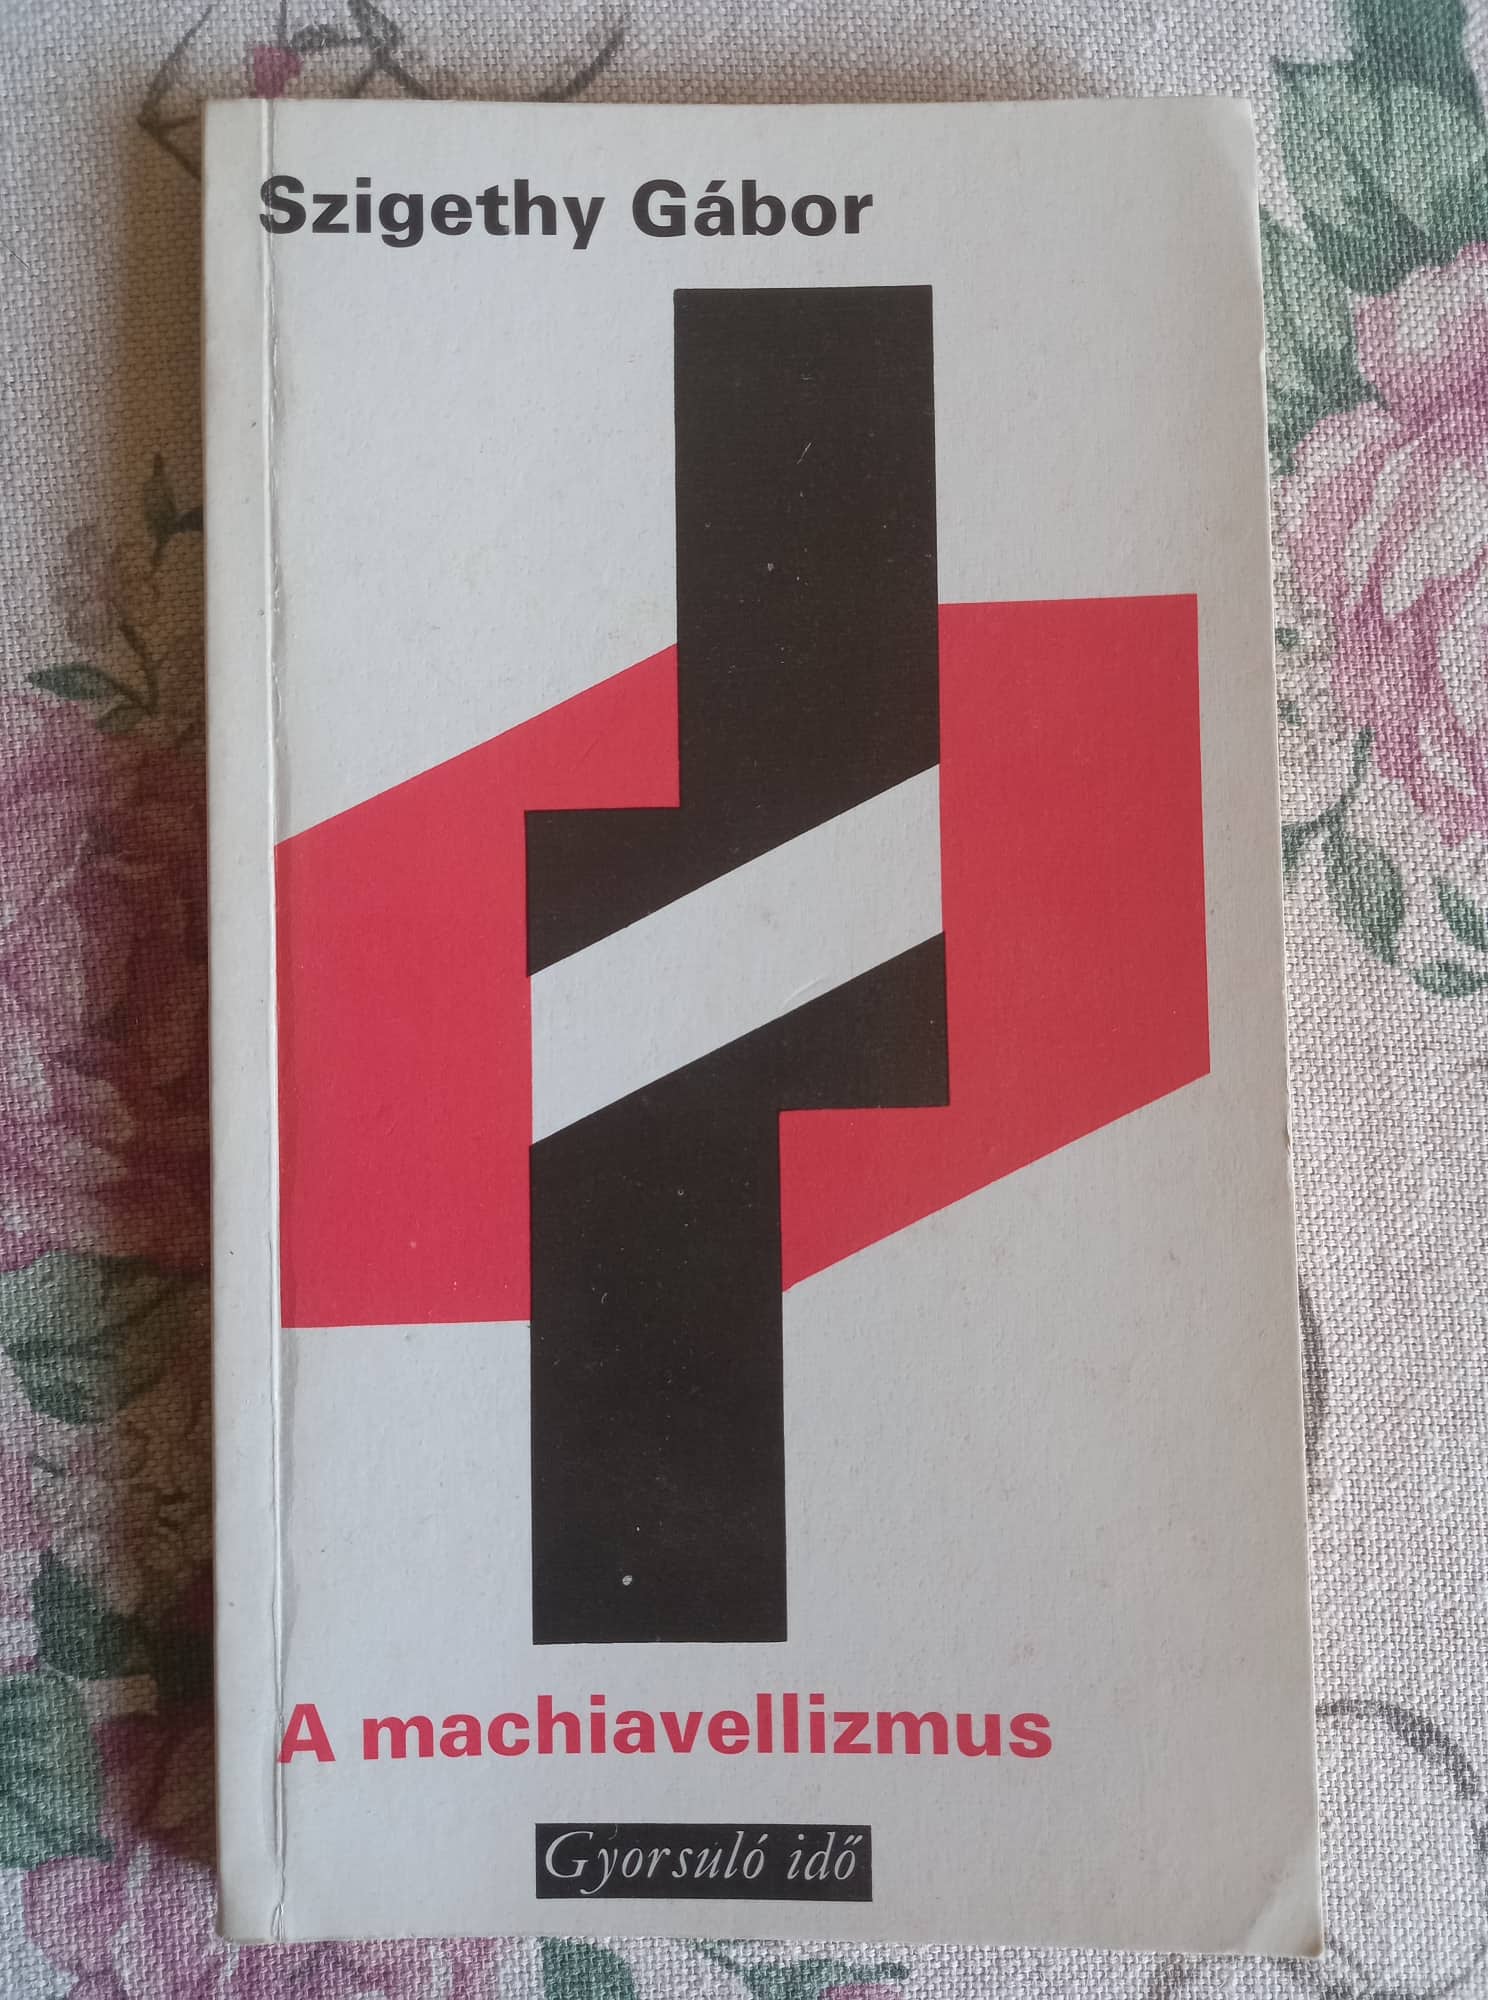 Szigethy Gábor
A machiavellizmus
Gyorsuló idő